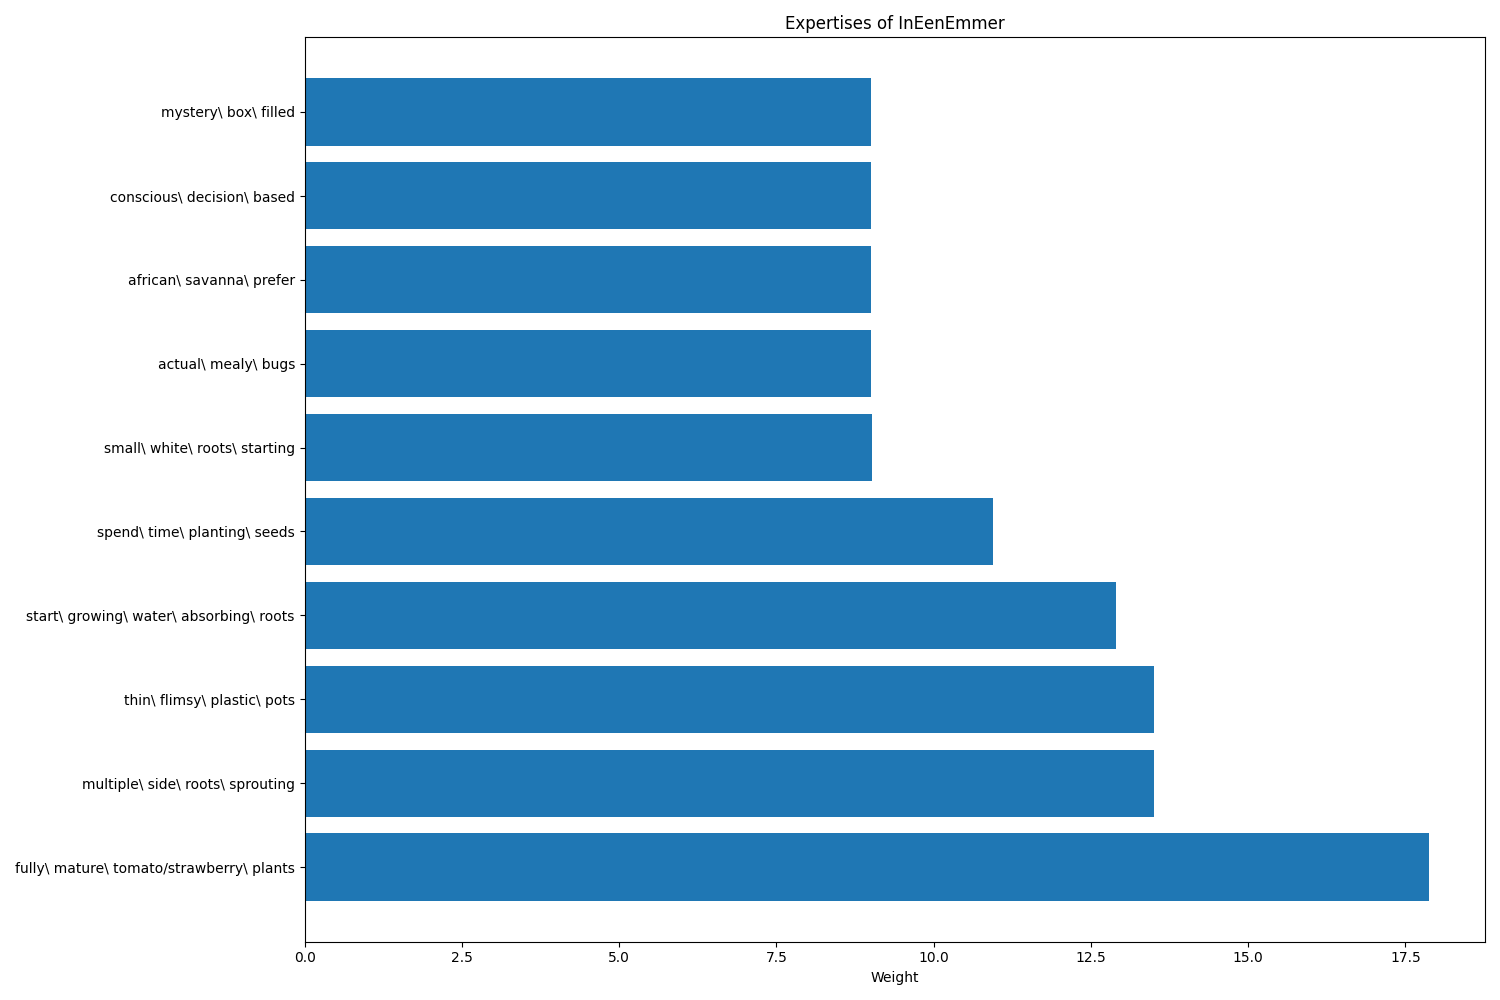 Expertises of InEenEmmer
mystery\ box\ filled
conscious\ decision\ based
african\ savanna\ prefer
actual\ mealy\ bugs
small\ white\ roots\ starting
spend\ time\ planting\ seeds
start\ growing\ water\ absorbing\ roots
thin\ flimsy\ plastic\ pots
multiple\ side\ roots\ sprouting
fully\ mature\ tomato/strawberry\ plants
0.0 2.5 5.0 7.5 10.0 12.5 15.0 17.5
Weight